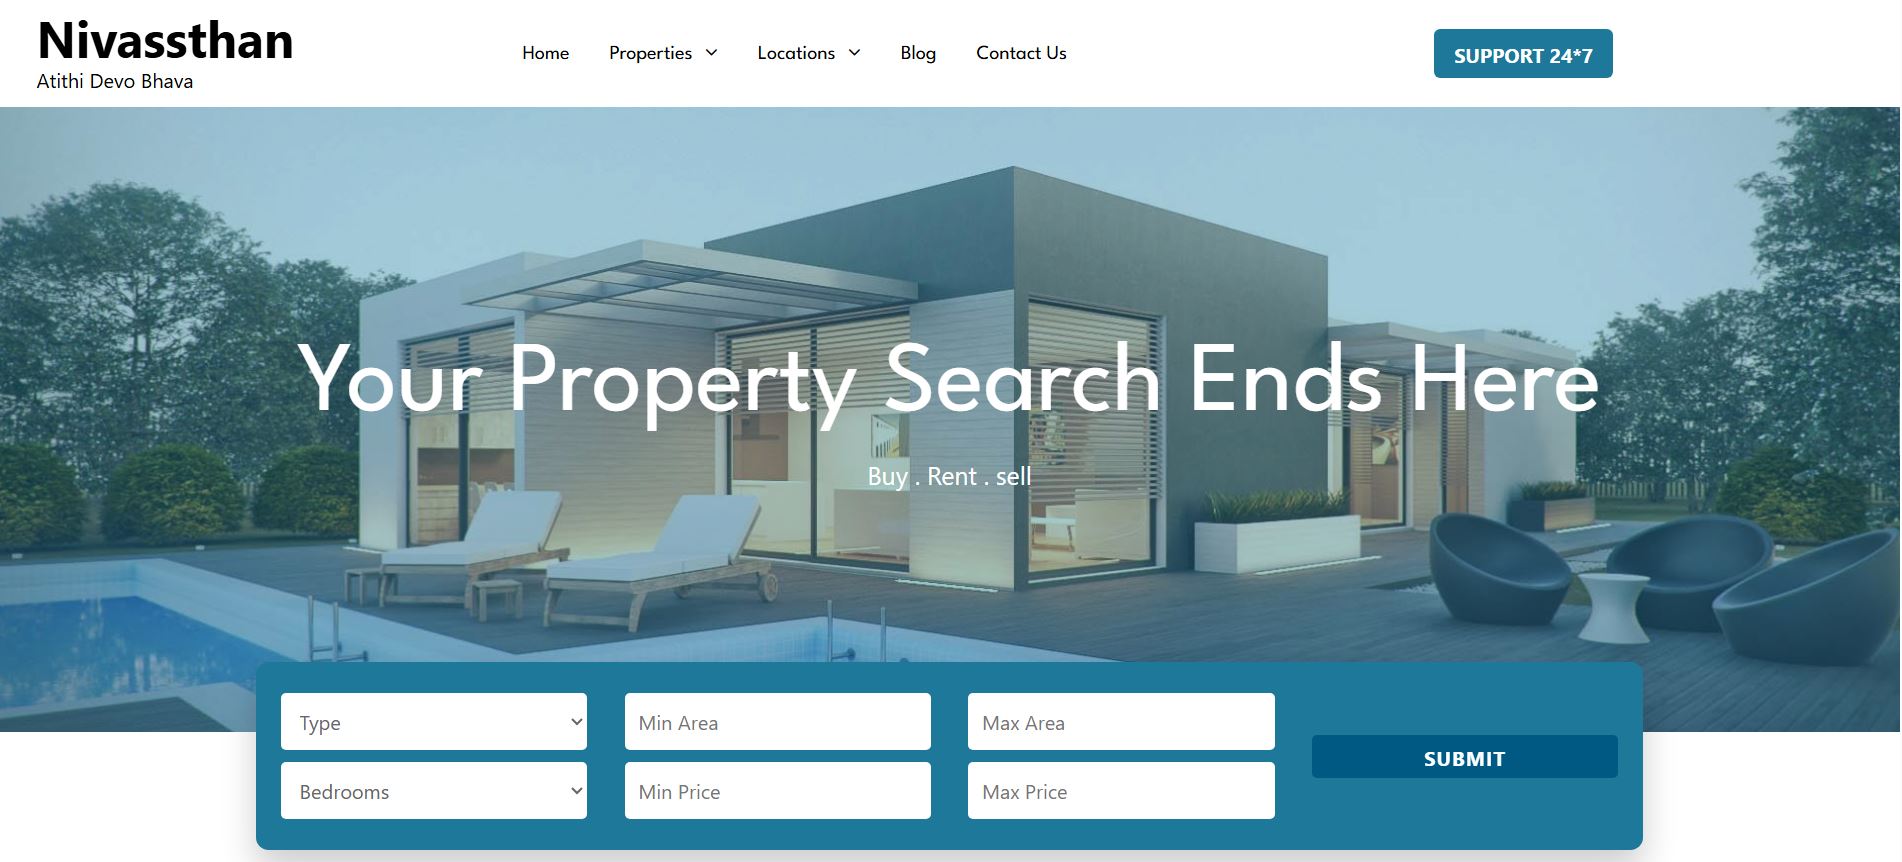 Nivassthan
Atithi Devo Bhava
Home Properties Locations Blog Contact Us
SUPPORT 24*7
Your Property Search Ends Here
Buy . Rent . sell
Type Min Area Max Area
SUBMIT
Bedrooms Min Price Max Price